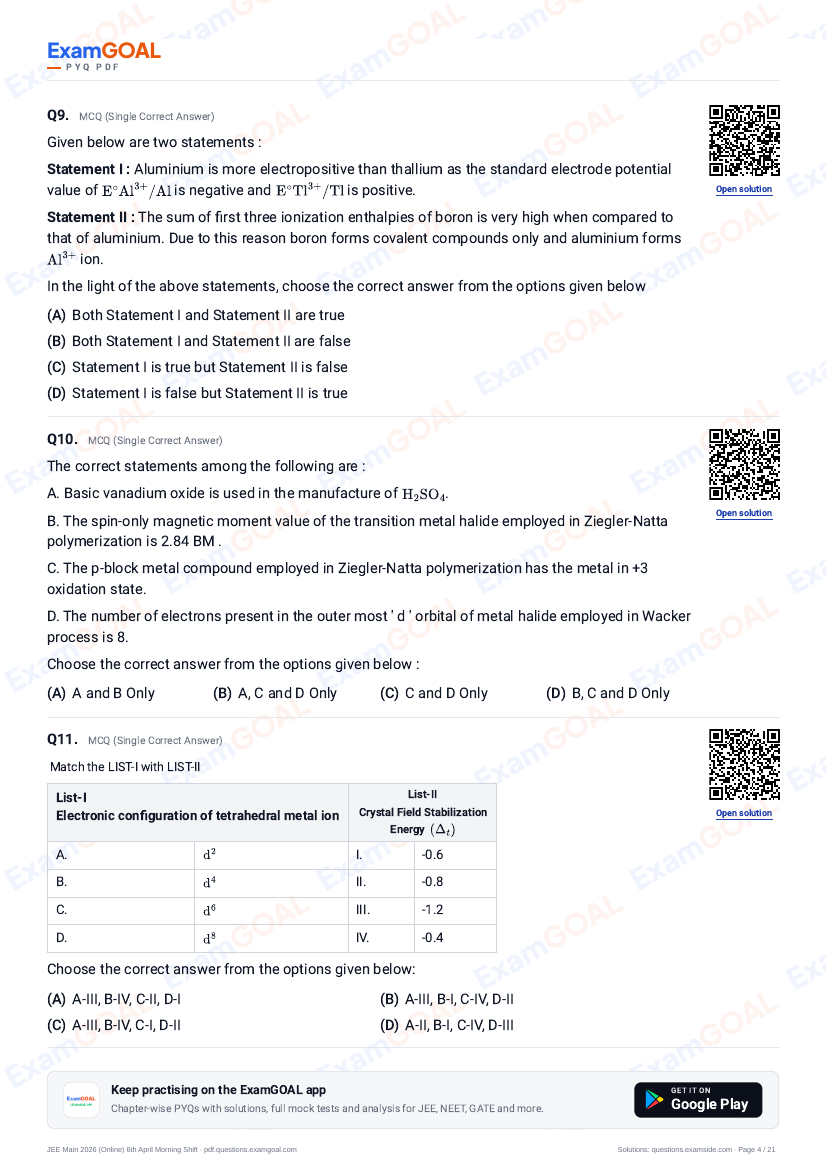 ExamGOAL
PYQ PDF
Q9. MCQ (Single Correct Answer)
Given below are two statements :
Statement I : Aluminium is more electropositive than thallium as the standard electrode potential
value of E°Al³⁺/Al is negative and E°Tl³⁺/Tl is positive.
Statement II : The sum of first three ionization enthalpies of boron is very high when compared to
that of aluminium. Due to this reason boron forms covalent compounds only and aluminium forms
Al³⁺ ion.
In the light of the above statements, choose the correct answer from the options given below
(A) Both Statement I and Statement II are true
(B) Both Statement I and Statement II are false
(C) Statement I is true but Statement II is false
(D) Statement I is false but Statement II is true
Open solution
Q10. MCQ (Single Correct Answer)
The correct statements among the following are :
A. Basic vanadium oxide is used in the manufacture of H₂SO₄.
B. The spin-only magnetic moment value of the transition metal halide employed in Ziegler-Natta
polymerization is 2.84 BM .
C. The p-block metal compound employed in Ziegler-Natta polymerization has the metal in +3
oxidation state.
D. The number of electrons present in the outer most ' d ' orbital of metal halide employed in Wacker
process is 8.
Choose the correct answer from the options given below :
(A) A and B Only (B) A, C and D Only (C) C and D Only (D) B, C and D Only
Open solution
Q11. MCQ (Single Correct Answer)
Match the LIST-I with LIST-II
List-I
Electronic configuration of tetrahedral metal ion
List-II
Crystal Field Stabilization
Energy (Δₜ)
A. d² I. -0.6
B. d⁴ II. -0.8
C. d⁶ III. -1.2
D. d⁸ IV. -0.4
Choose the correct answer from the options given below:
(A) A-III, B-IV, C-II, D-I (B) A-III, B-I, C-IV, D-II
(C) A-III, B-IV, C-I, D-II (D) A-II, B-I, C-IV, D-III
Open solution
ExamGOAL
Keep practising on the ExamGOAL app
Chapter-wise PYQs with solutions, full mock tests and analysis for JEE, NEET, GATE and more.
GET IT ON
Google Play
JEE Main 2026 (Online) 6th April Morning Shift · pdf.questions.examgoal.com
Solutions: questions.examside.com · Page 4 / 21